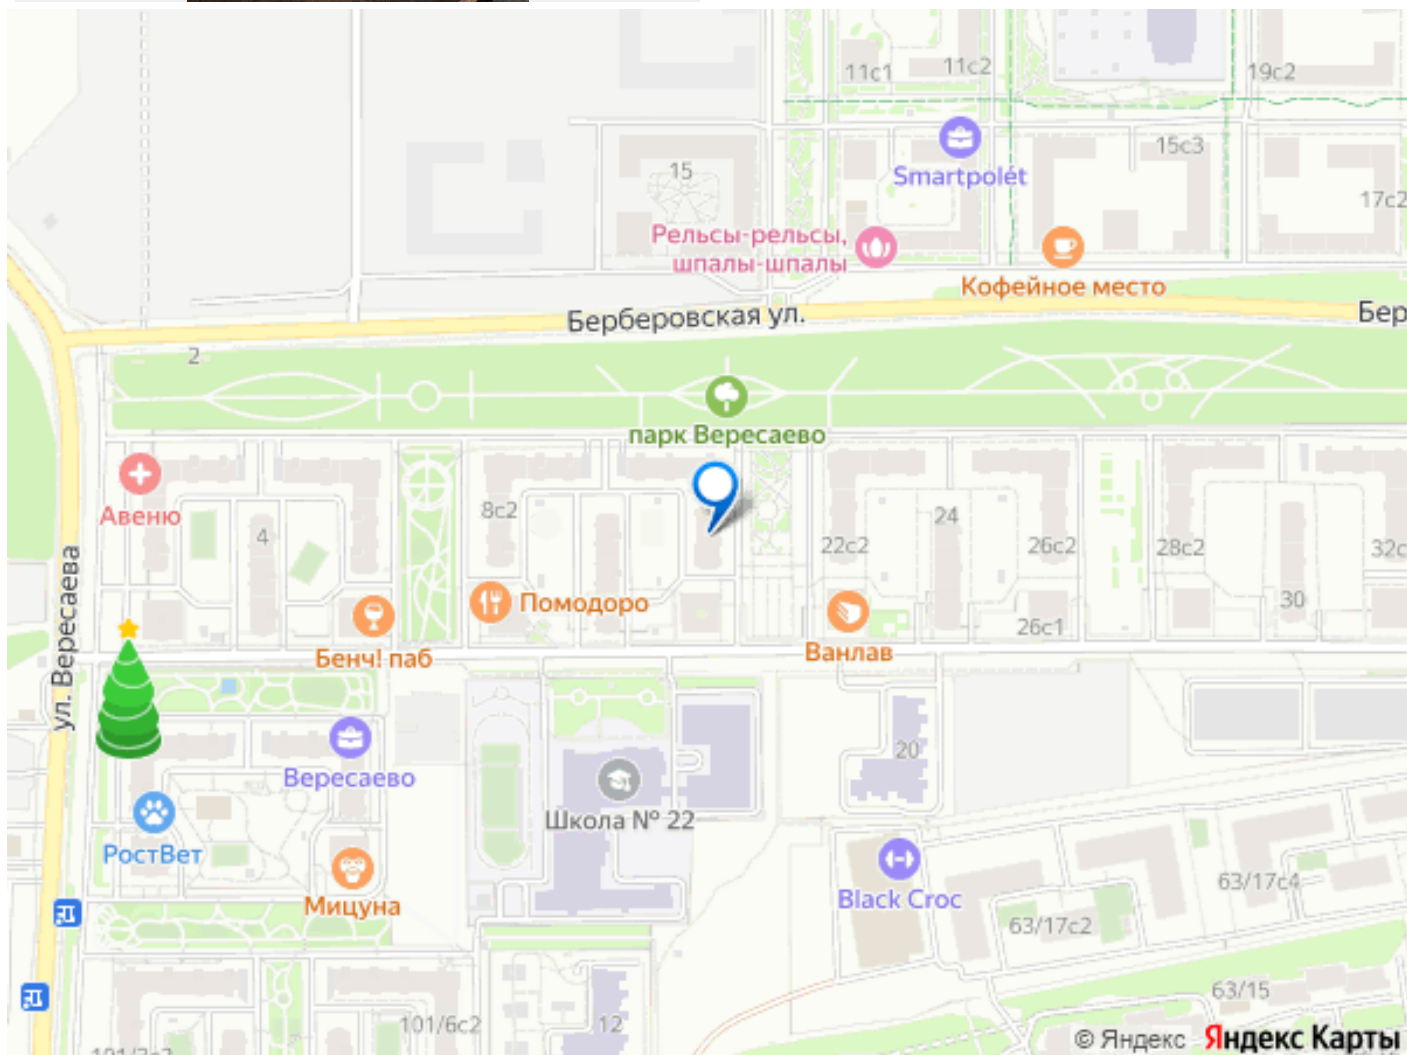 11с1
11с2
19с2
15с3
15
Smartpolét
17с2
Рельсы-рельсы,
шпалы-шпалы
Кофейное место
Берберовская ул.
Бер
2
парк Вересаево
Авеню
8с2
4
22с2
24
26с2
28с2
32с
ул. Вересаева
Помодоро
30
26с1
Бенч! паб
Ванлав
20
Вересаево
Школа № 22
РостВет
Black Croc
63/17с4
Мицуна
63/17с2
63/15
101/6с2
12
© Яндекс Яндекс Карты